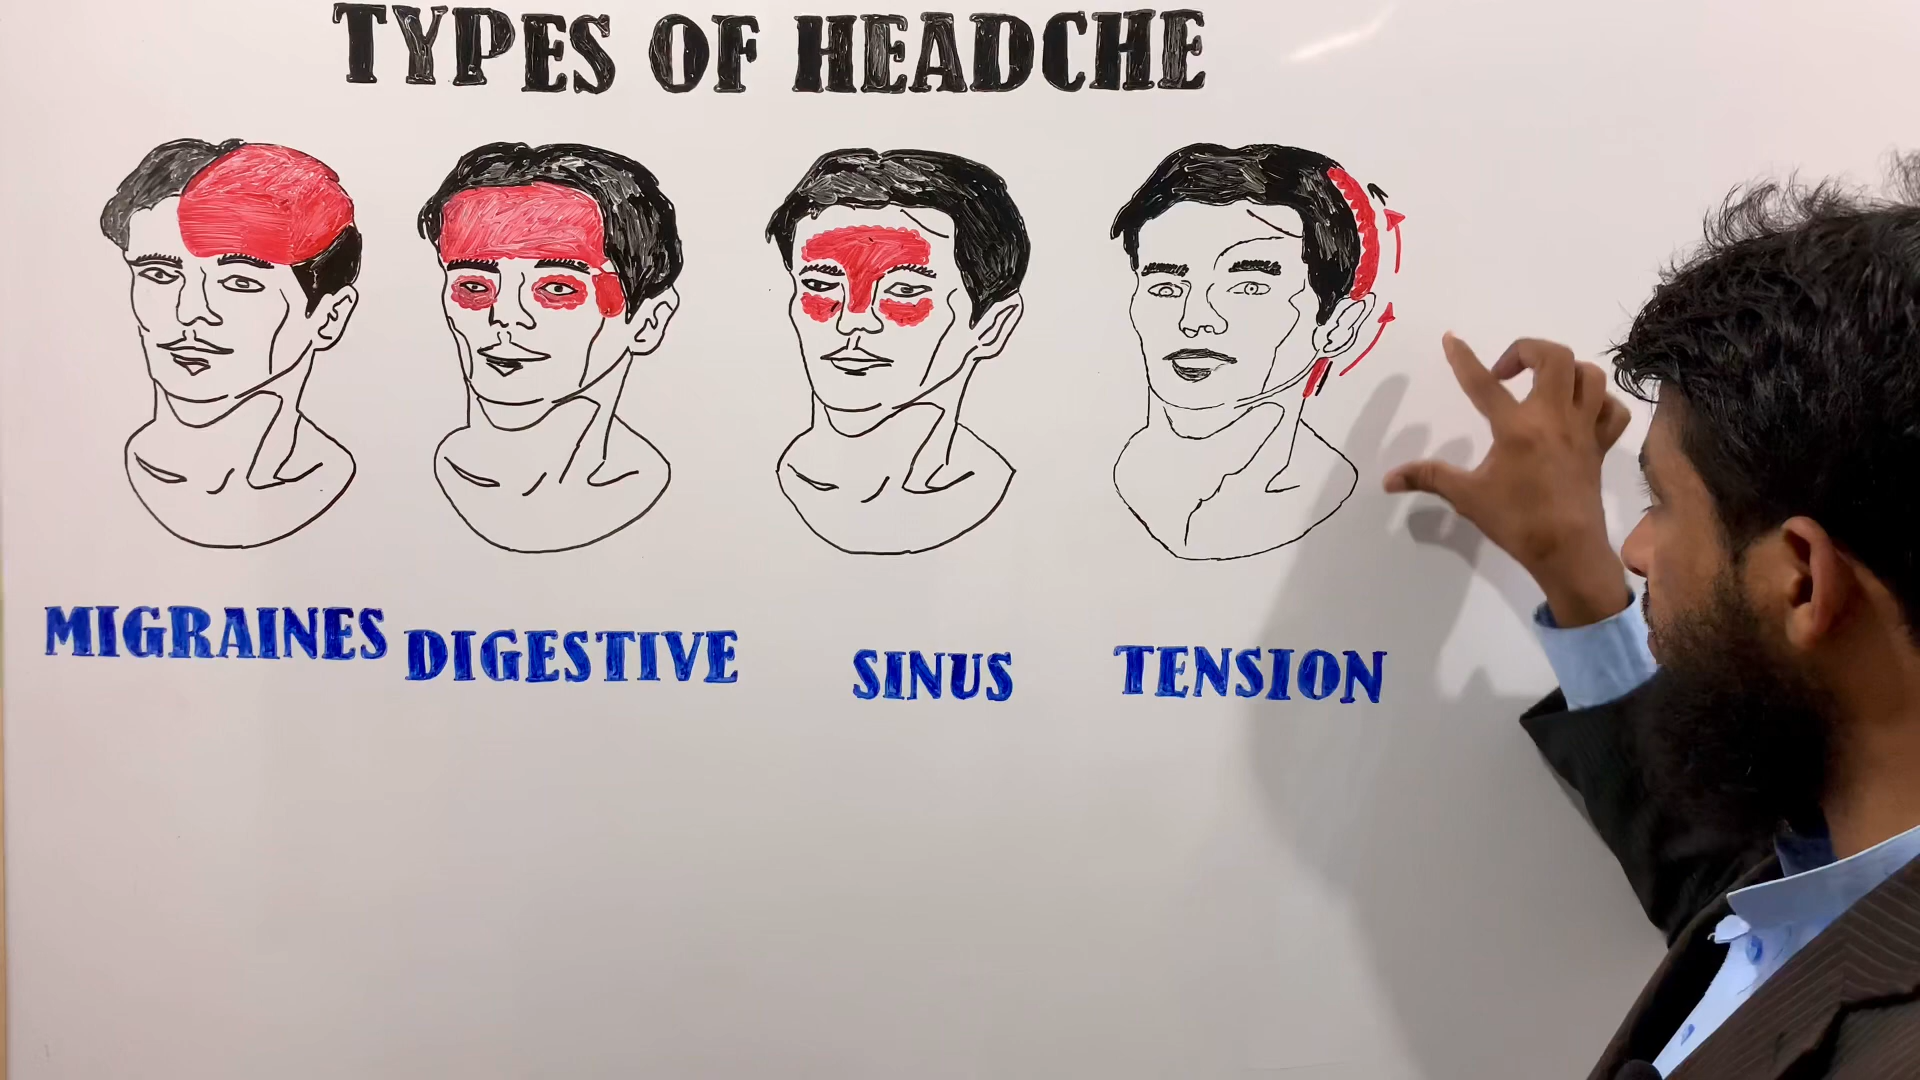 TYPES OF HEADCHE
MIGRAINES
DIGESTIVE
SINUS
TENSION